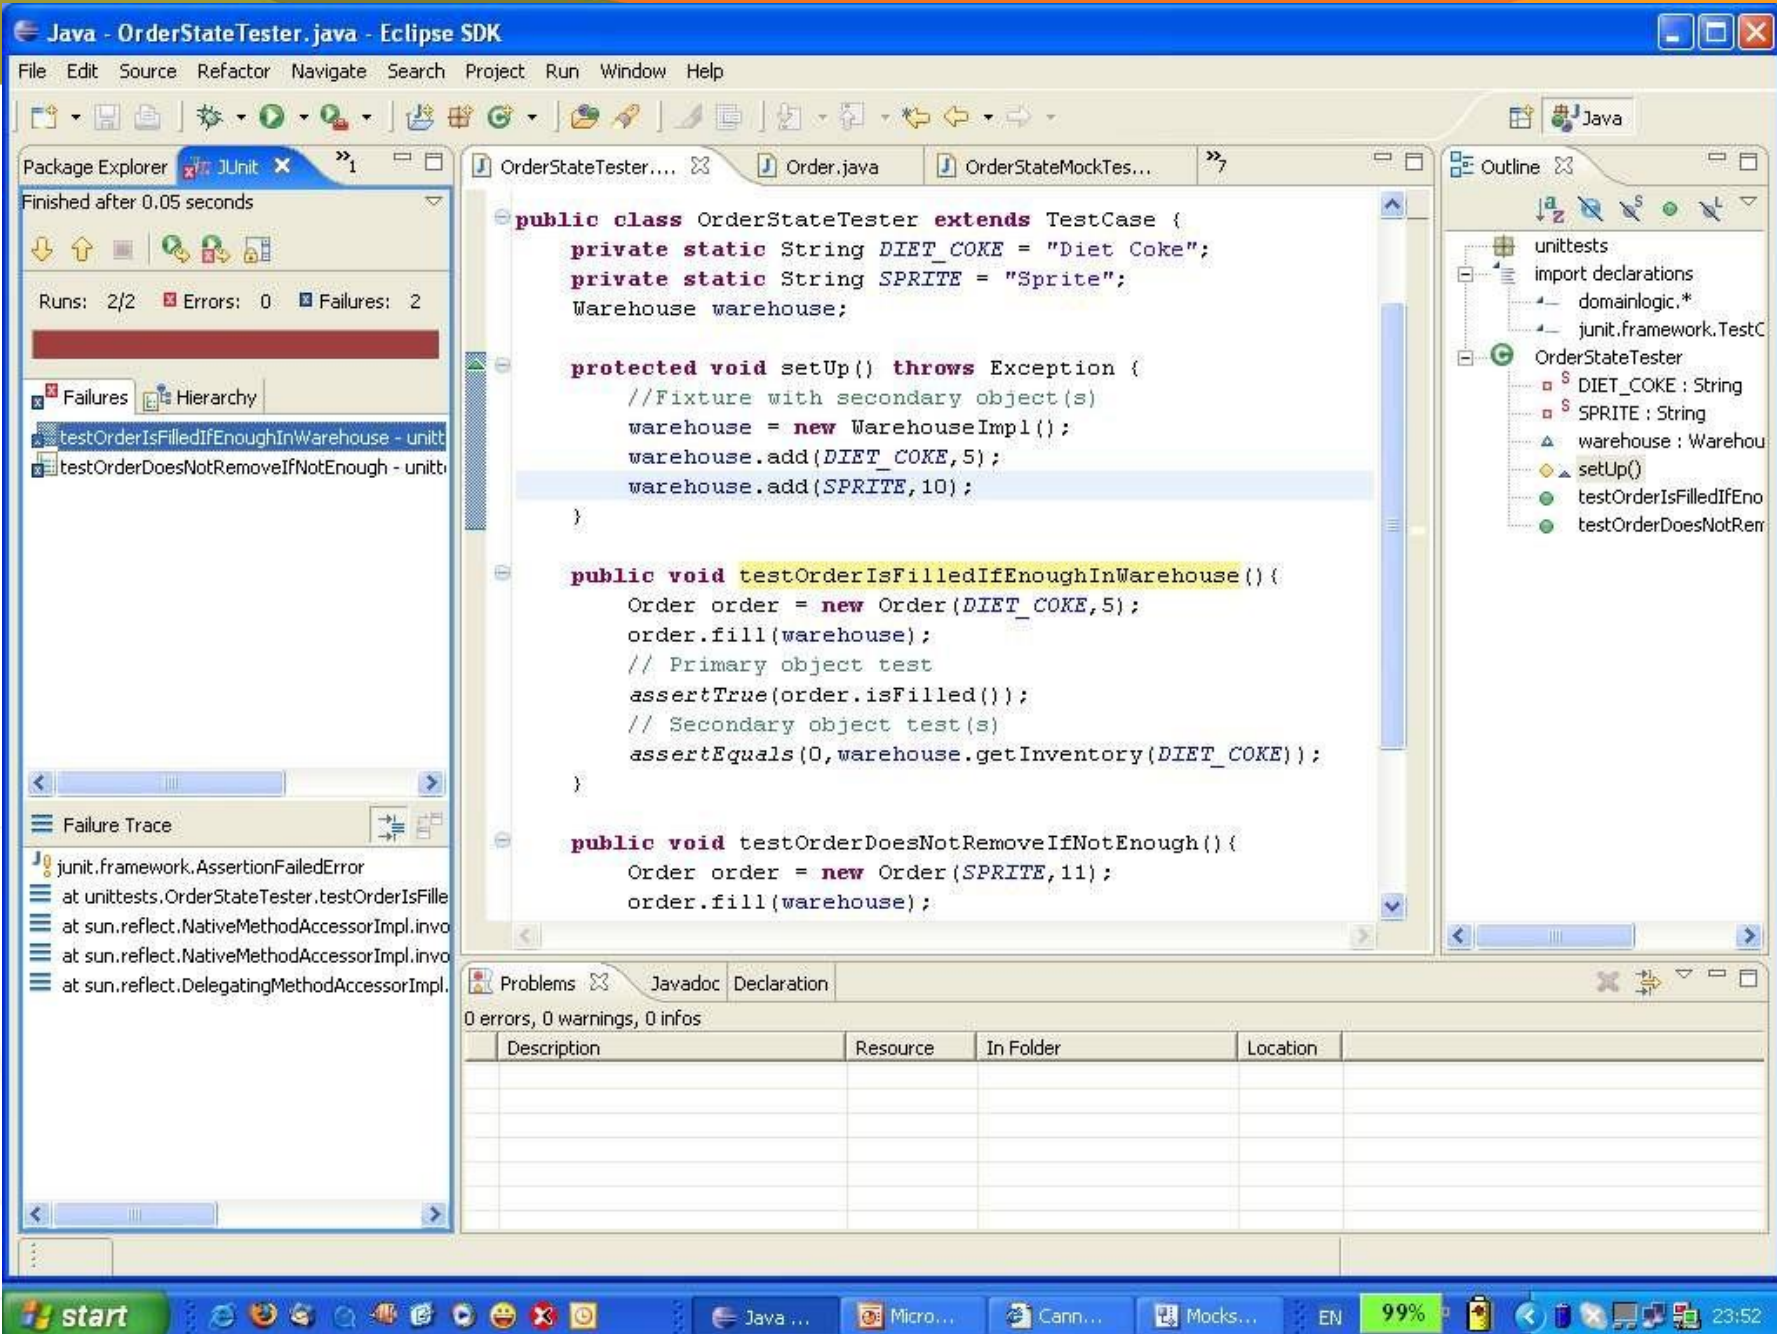 Java - OrderStateTester.java - Eclipse SDK
File Edit Source Refactor Navigate Search Project Run Window Help
Java
Package Explorer JUnit 1
Finished after 0.05 seconds
Runs: 2/2 Errors: 0 Failures: 2
Failures Hierarchy
testOrderIsFilledIfEnoughInWarehouse - unitt
testOrderDoesNotRemoveIfNotEnough - unitt
Failure Trace
junit.framework.AssertionFailedError
at unittests.OrderStateTester.testOrderIsFille
at sun.reflect.NativeMethodAccessorImpl.invo
at sun.reflect.NativeMethodAccessorImpl.invo
at sun.reflect.DelegatingMethodAccessorImpl.
OrderStateTester.... Order.java OrderStateMockTes... 7
public class OrderStateTester extends TestCase {
private static String DIET_COKE = "Diet Coke";
private static String SPRITE = "Sprite";
Warehouse warehouse;
protected void setUp() throws Exception {
//Fixture with secondary object(s)
warehouse = new WarehouseImpl();
warehouse.add(DIET_COKE,5);
warehouse.add(SPRITE,10);
}
public void testOrderIsFilledIfEnoughInWarehouse(){
Order order = new Order(DIET_COKE,5);
order.fill(warehouse);
// Primary object test
assertTrue(order.isFilled());
// Secondary object test(s)
assertEquals(0,warehouse.getInventory(DIET_COKE));
}
public void testOrderDoesNotRemoveIfNotEnough(){
Order order = new Order(SPRITE,11);
order.fill(warehouse);
Outline
unittests
import declarations
domainlogic.*
junit.framework.TestC
OrderStateTester
DIET_COKE : String
SPRITE : String
warehouse : Warehou
setUp()
testOrderIsFilledIfEno
testOrderDoesNotRem
Problems Javadoc Declaration
0 errors, 0 warnings, 0 infos
Description Resource In Folder Location
start Java ... Micro... Cann... Mocks... EN 99% 23:52